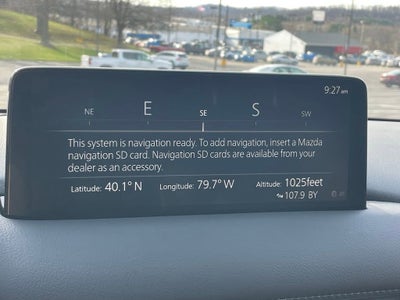 9:27 am
NE E SE S SW
This system is navigation ready. To add navigation, insert a Mazda
navigation SD card. Navigation SD cards are available from your
dealer as an accessory.
Latitude: 40.1° N Longitude: 79.7° W Altitude: 1025feet
107.9 BY